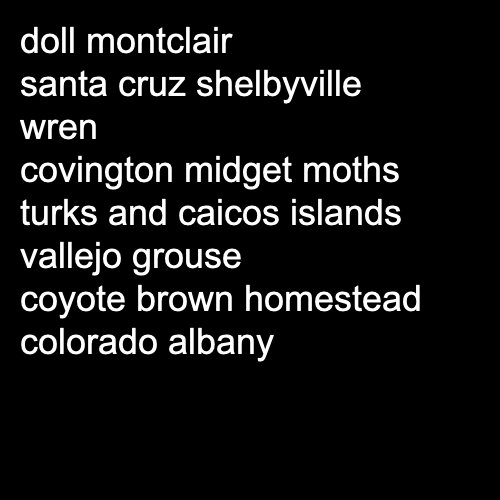 doll montclair
santa cruz shelbyville
wren
covington midget moths
turks and caicos islands
vallejo grouse
coyote brown homestead
colorado albany